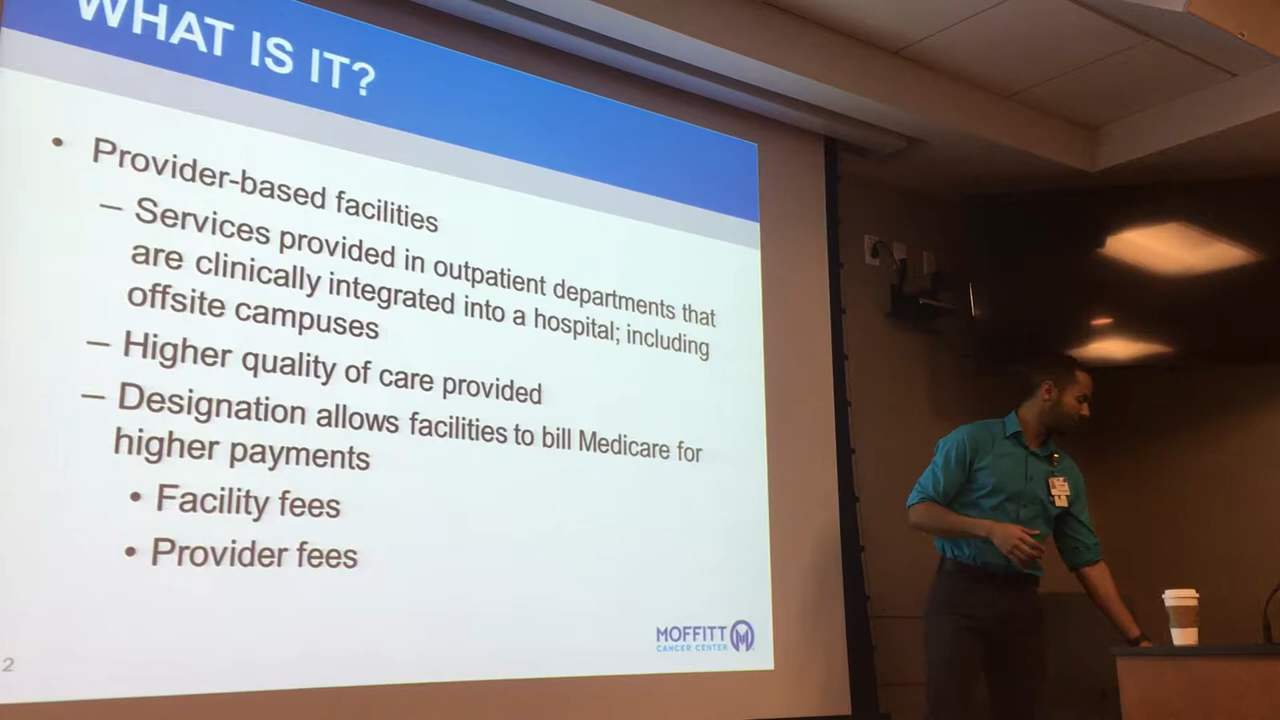 WHAT IS IT?
• Provider-based facilities
– Services provided in outpatient departments that
are clinically integrated into a hospital; including
offsite campuses
– Higher quality of care provided
– Designation allows facilities to bill Medicare for
higher payments
• Facility fees
• Provider fees
MOFFITT
CANCER CENTER
2